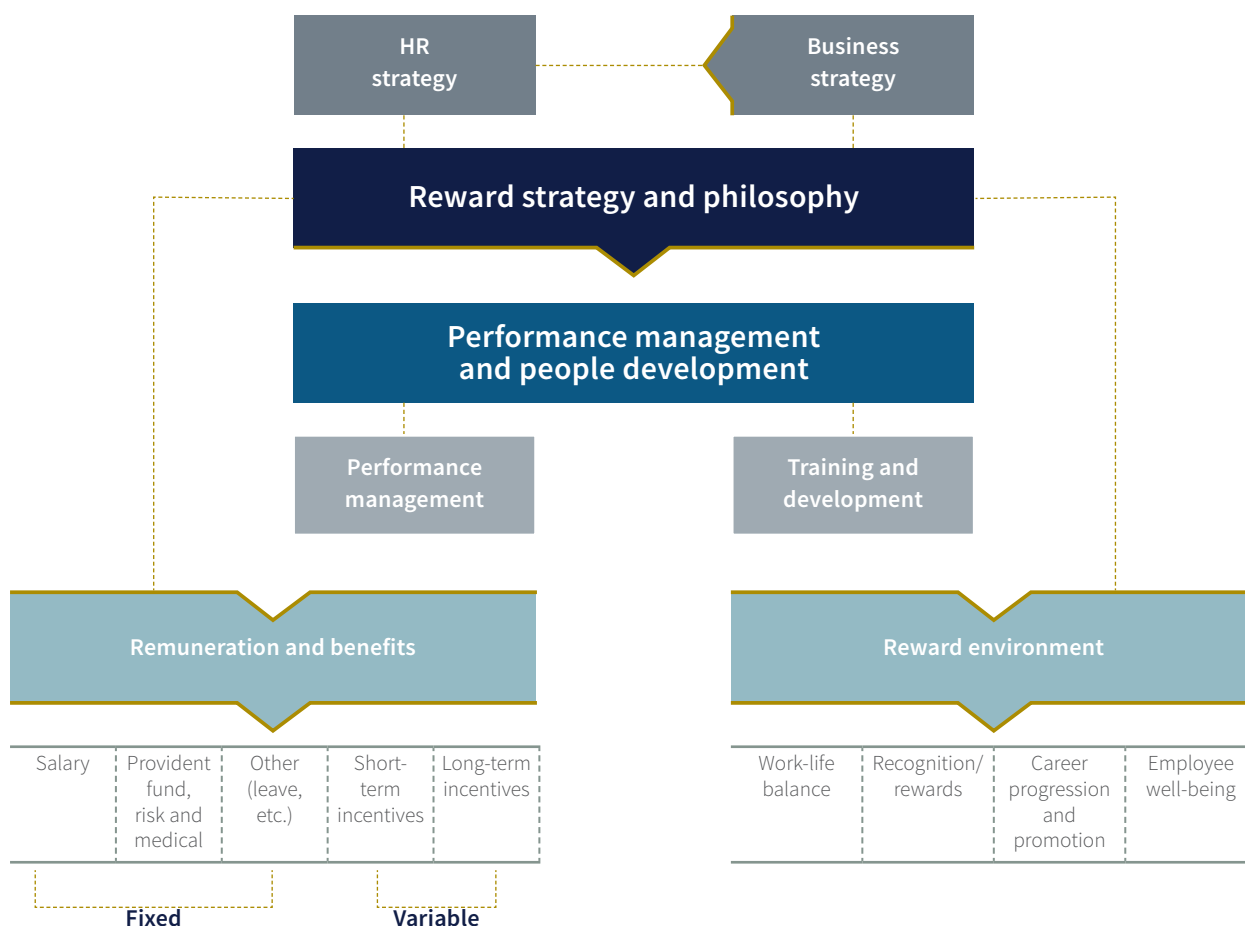 HR
strategy
Business
strategy
Reward strategy and philosophy
Performance management
and people development
Performance
management
Training and
development
Remuneration and benefits
Reward environment
Salary
Provident
fund,
risk and
medical
Other
(leave,
etc.)
Short-
term
incentives
Long-term
incentives
Work-life
balance
Recognition/
rewards
Career
progression
and
promotion
Employee
well-being
Fixed
Variable